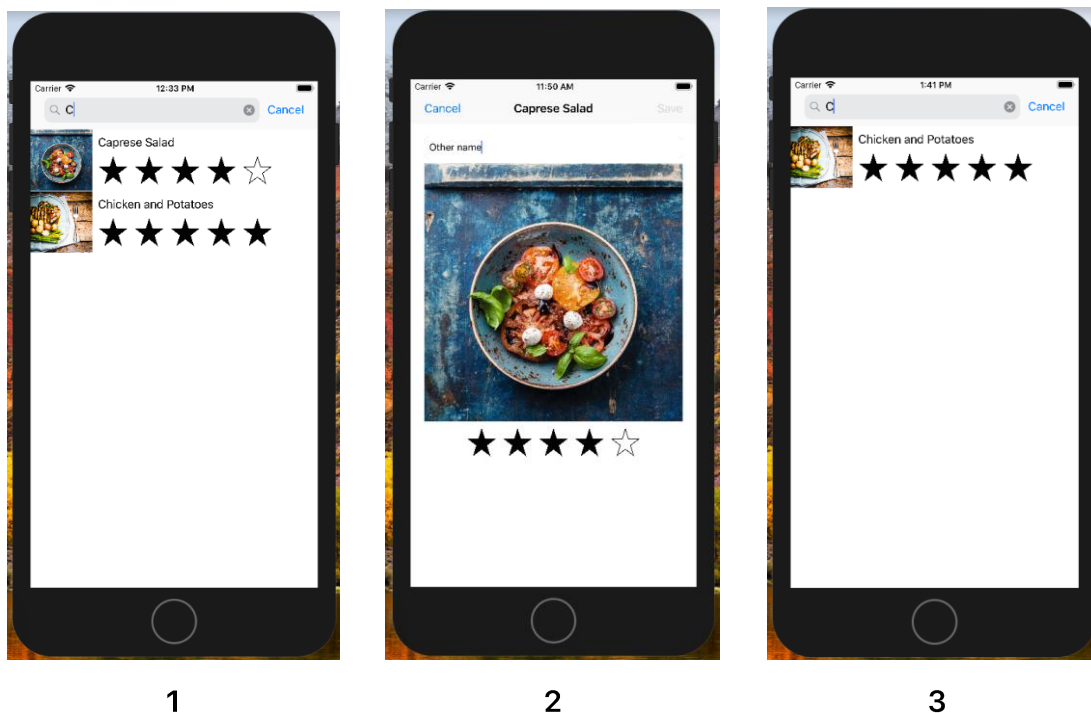 Carrier 12:33 PM
C Cancel
Caprese Salad
Chicken and Potatoes
1
Carrier 11:50 AM
Cancel Caprese Salad Save
Other name
2
Carrier 1:41 PM
C Cancel
Chicken and Potatoes
3